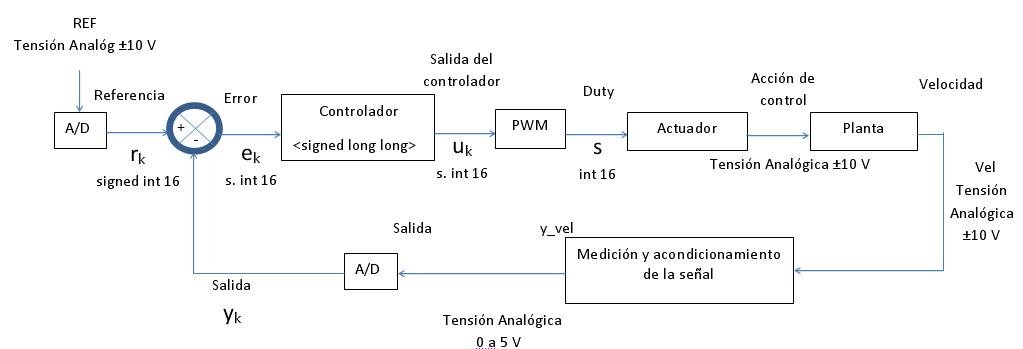 REF
Tensión Analóg ±10 V
Referencia
A/D
r_k
signed int 16
+
-
Error
e_k
s. int 16
Controlador
<signed long long>
Salida del
controlador
u_k
s. int 16
PWM
Duty
s
int 16
Actuador
Acción de
control
Tensión Analógica ±10 V
Planta
Velocidad
Vel
Tensión
Analógica
±10 V
Medición y acondicionamiento
de la señal
y_vel
Tensión Analógica
0 a 5 V
Salida
A/D
Salida
y_k